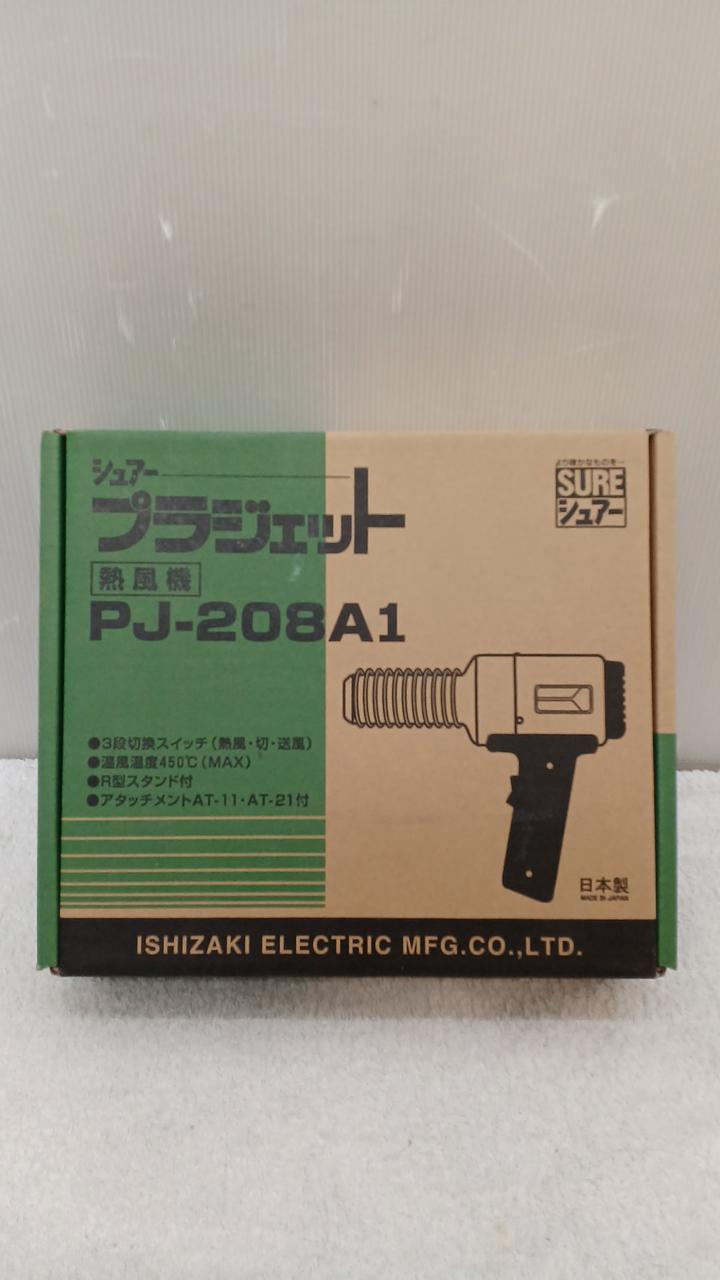 シュアー
プラジェット
熱風機
PJ-208A1
より確かなものを…
SURE
シュアー
●3段切換スイッチ(熱風・切・送風)
●温風温度450℃(MAX)
●R型スタンド付
●アタッチメントAT-11・AT-21付
日本製
MADE IN JAPAN
ISHIZAKI ELECTRIC MFG.CO.,LTD.